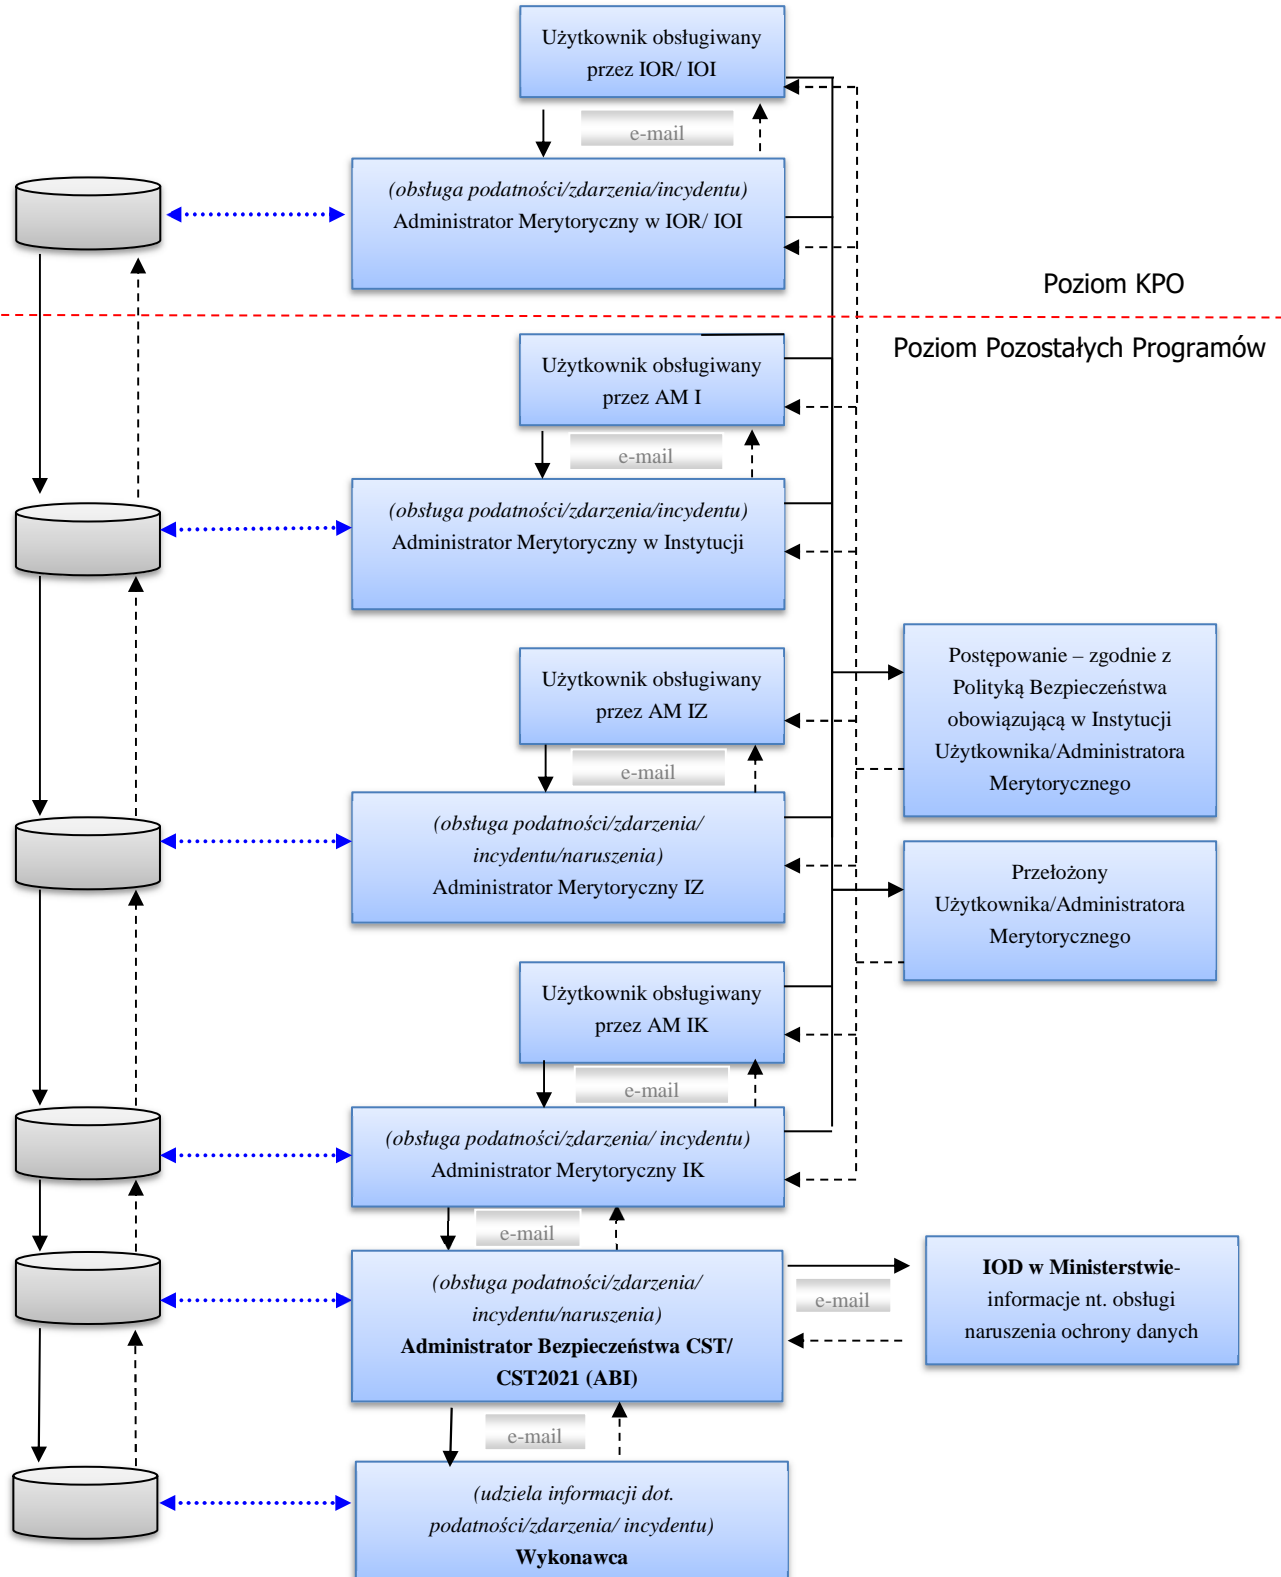 Użytkownik obsługiwany
przez IOR/ IOI
e-mail
(obsługa podatności/zdarzenia/incydentu)
Administrator Merytoryczny w IOR/ IOI
Poziom KPO
Poziom Pozostałych Programów
Użytkownik obsługiwany
przez AM I
e-mail
(obsługa podatności/zdarzenia/incydentu)
Administrator Merytoryczny w Instytucji
Postępowanie – zgodnie z
Polityką Bezpieczeństwa
obowiązującą w Instytucji
Użytkownika/Administratora
Merytorycznego
Użytkownik obsługiwany
przez AM IZ
e-mail
(obsługa podatności/zdarzenia/
incydentu/naruszenia)
Administrator Merytoryczny IZ
Przełożony
Użytkownika/Administratora
Merytorycznego
Użytkownik obsługiwany
przez AM IK
e-mail
(obsługa podatności/zdarzenia/ incydentu)
Administrator Merytoryczny IK
e-mail
(obsługa podatności/zdarzenia/
incydentu/naruszenia)
Administrator Bezpieczeństwa CST/
CST2021 (ABI)
e-mail
IOD w Ministerstwie-
informacje nt. obsługi
naruszenia ochrony danych
e-mail
(udziela informacji dot.
podatności/zdarzenia/ incydentu)
Wykonawca